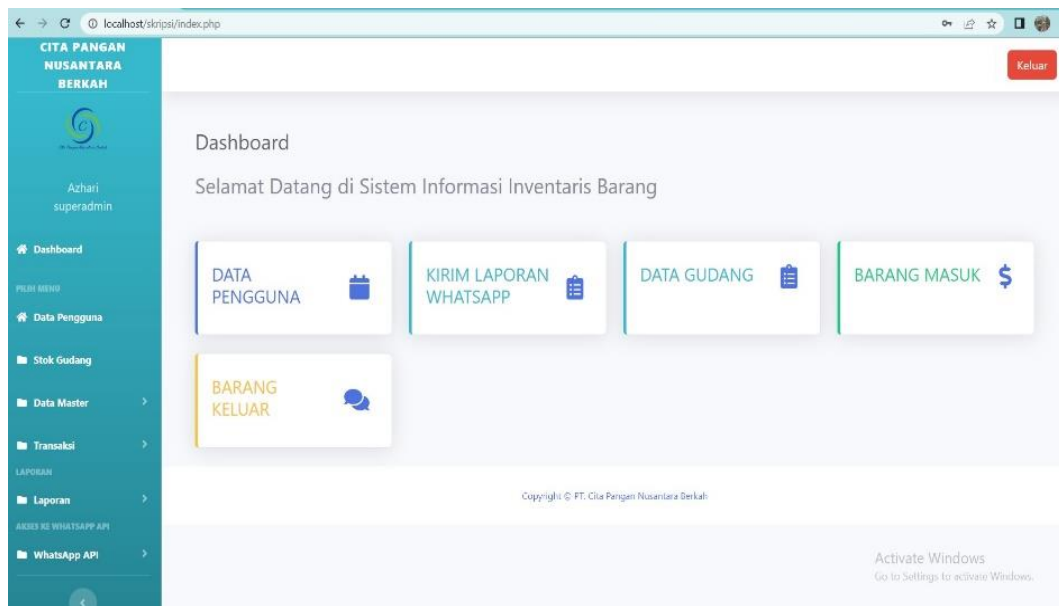 localhost/skripsi/index.php
CITA PANGAN
NUSANTARA
BERKAH
Keluar
Azhari
superadmin
Dashboard
PILIH MENU
Data Pengguna
Stok Gudang
Data Master
Transaksi
LAPORAN
Laporan
AKSES KE WHATSAPP API
WhatsApp API
Dashboard
Selamat Datang di Sistem Informasi Inventaris Barang
DATA
PENGGUNA
KIRIM LAPORAN
WHATSAPP
DATA GUDANG
BARANG MASUK
BARANG
KELUAR
Copyright © PT. Cita Pangan Nusantara Berkah
Activate Windows
Go to Settings to activate Windows.